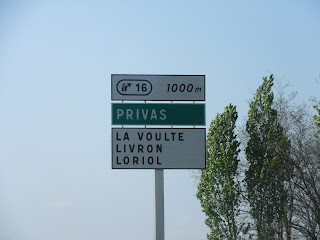 16 1000m
PRIVAS
LA VOULTE
LIVRON
LORIOL